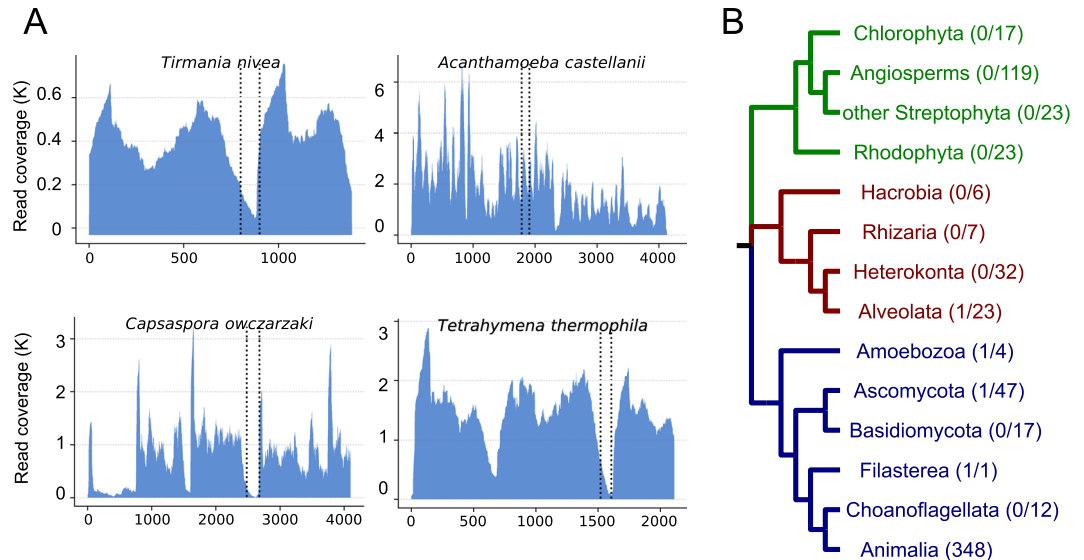 A
B
Tirmania nivea
Acanthamoeba castellanii
Read coverage (K)
0.6
0.4
0.2
0
0 500 1000
6
4
2
0
0 1000 2000 3000 4000
Capsaspora owczarzaki
Tetrahymena thermophila
Read coverage (K)
3
2
1
0
0 1000 2000 3000 4000
3
2
1
0
0 500 1000 1500 2000
Chlorophyta (0/17)
Angiosperms (0/119)
other Streptophyta (0/23)
Rhodophyta (0/23)
Hacrobia (0/6)
Rhizaria (0/7)
Heterokonta (0/32)
Alveolata (1/23)
Amoebozoa (1/4)
Ascomycota (1/47)
Basidiomycota (0/17)
Filasterea (1/1)
Choanoflagellata (0/12)
Animalia (348)